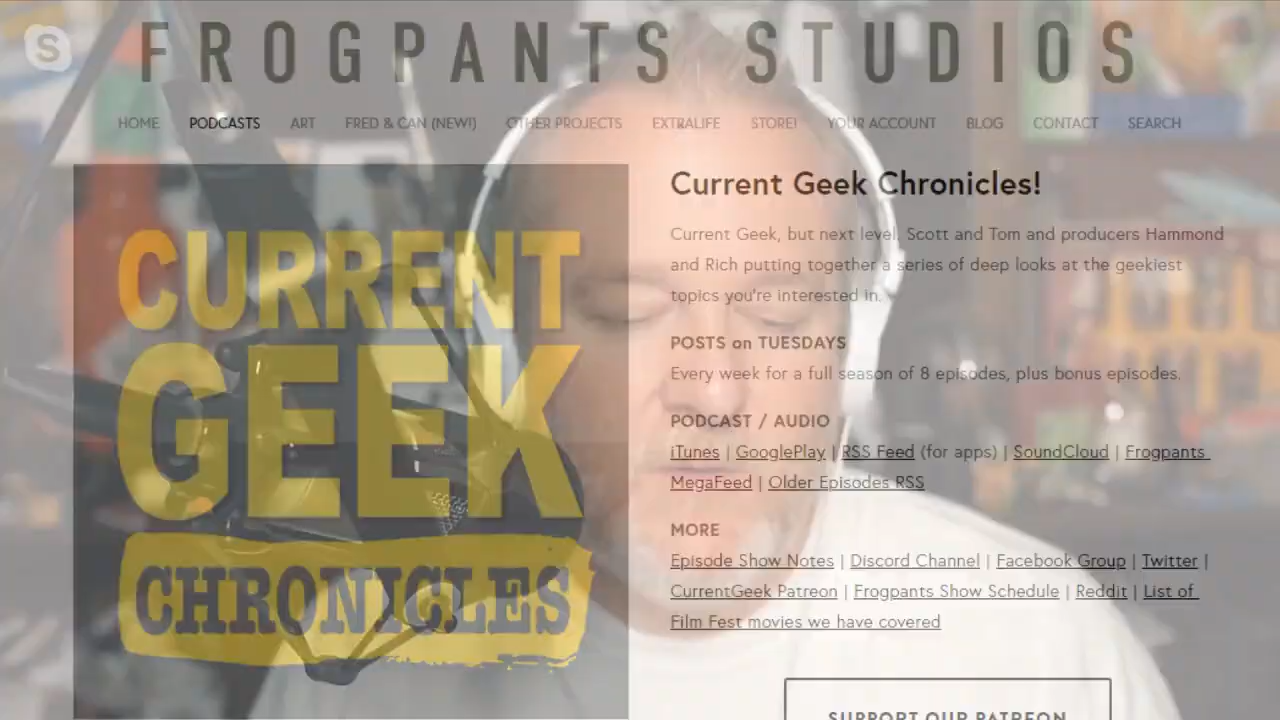 FROGPANTS STUDIOS
HOME PODCASTS ART FRED & CAN (NEW!) OTHER PROJECTS EXTRALIFE STORE! YOUR ACCOUNT BLOG CONTACT SEARCH
CURRENT
GEEK
CHRONICLES
Current Geek Chronicles!
Current Geek, but next level, Scott and Tom and producers Hammond
and Rich putting together a series of deep looks at the geekiest
topics you're interested in.
POSTS on TUESDAYS
Every week for a full season of 8 episodes, plus bonus episodes.
PODCAST / AUDIO
iTunes | GooglePlay | RSS Feed (for apps) | SoundCloud | Frogpants
MegaFeed | Older Episodes RSS
MORE
Episode Show Notes | Discord Channel | Facebook Group | Twitter |
CurrentGeek Patreon | Frogpants Show Schedule | Reddit | List of
Film Fest movies we have covered
SUPPORT OUR PATREON